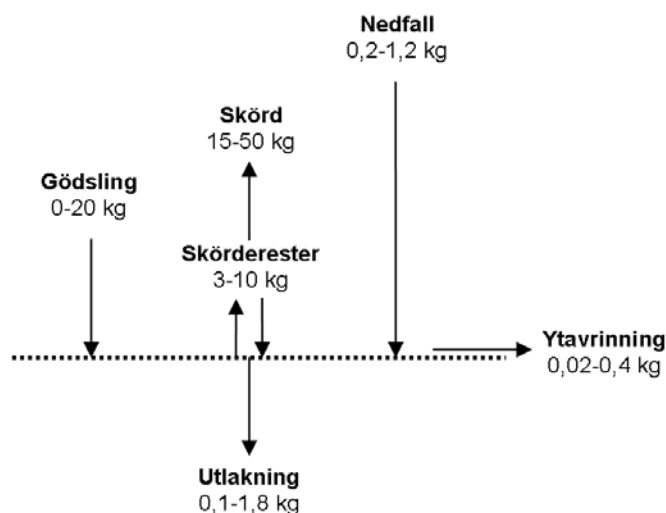 Nedfall
0,2-1,2 kg
Skörd
15-50 kg
Gödsling
0-20 kg
Skörderester
3-10 kg
Ytavrinning
0,02-0,4 kg
Utlakning
0,1-1,8 kg